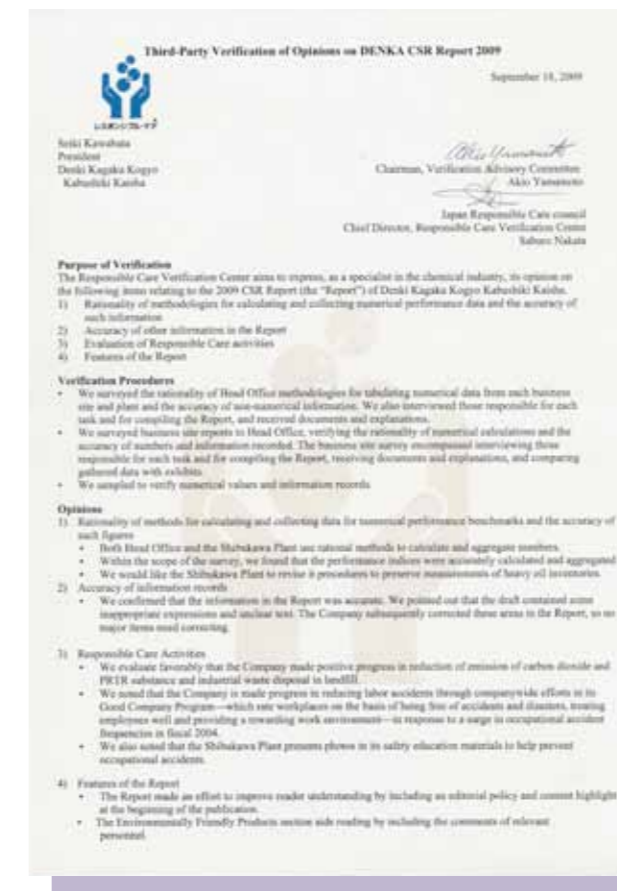 Third-Party Verification of Opinions on DENKA CSR Report 2009
September 18, 2009
レスポンシブル・ケア
Seiki Kawabata
President
Denki Kagaku Kogyo
Kabushiki Kaisha
Chairman, Verification Advisory Committee
Akio Yamamoto
Japan Responsible Care council
Chief Director, Responsible Care Verification Center
Saburo Nakata
Purpose of Verification
The Responsible Care Verification Center aims to express, as a specialist in the chemical industry, its opinion on
the following items relating to the 2009 CSR Report (the "Report") of Denki Kagaku Kogyo Kabushiki Kaisha.
1) Rationality of methodologies for calculating and collecting numerical performance data and the accuracy of
such information
2) Accuracy of other information in the Report
3) Evaluation of Responsible Care activities
4) Features of the Report
Verification Procedures
• We surveyed the rationality of Head Office methodologies for tabulating numerical data from each business
site and plant and the accuracy of non-numerical information. We also interviewed those responsible for each
task and for compiling the Report, and received documents and explanations.
• We surveyed business site reports to Head Office, verifying the rationality of numerical calculations and the
accuracy of numbers and information recorded. The business site survey encompassed interviewing those
responsible for each task and for compiling the Report, receiving documents and explanations, and comparing
gathered data with exhibits.
• We sampled to verify numerical values and information records.
Opinions
1) Rationality of methods for calculating and collecting data for numerical performance benchmarks and the accuracy of
such figures
• Both Head Office and the Shibukawa Plant use rational methods to calculate and aggregate numbers.
• Within the scope of the survey, we found that the performance indices were accurately calculated and aggregated
• We would like the Shibukawa Plant to revise is procedures to preserve measurements of heavy oil inventories.
2) Accuracy of information records
• We confirmed that the information in the Report was accurate. We pointed out that the draft contained some
inappropriate expressions and unclear text. The Company subsequently corrected these areas in the Report, so no
major items need correcting.
3) Responsible Care Activities
• We evaluate favorably that the Company made positive progress in reduction of emission of carbon dioxide and
PRTR substance and industrial waste disposal in landfill.
• We noted that the Company is made progress in reducing labor accidents through companywide efforts in its
Good Company Program—which rate workplaces on the basis of being free of accidents and disasters, treating
employees well and providing a rewarding work environment—in response to a surge in occupational accident
frequencies in fiscal 2004.
• We also noted that the Shibukawa Plant presents photos in its safety education materials to help prevent
occupational accidents.
4) Features of the Report
• The Report made an effort to improve reader understanding by including an editorial policy and content highlight
at the beginning of the publication.
• The Environmentally Friendly Products section aids reading by including the comments of relevant
personnel.